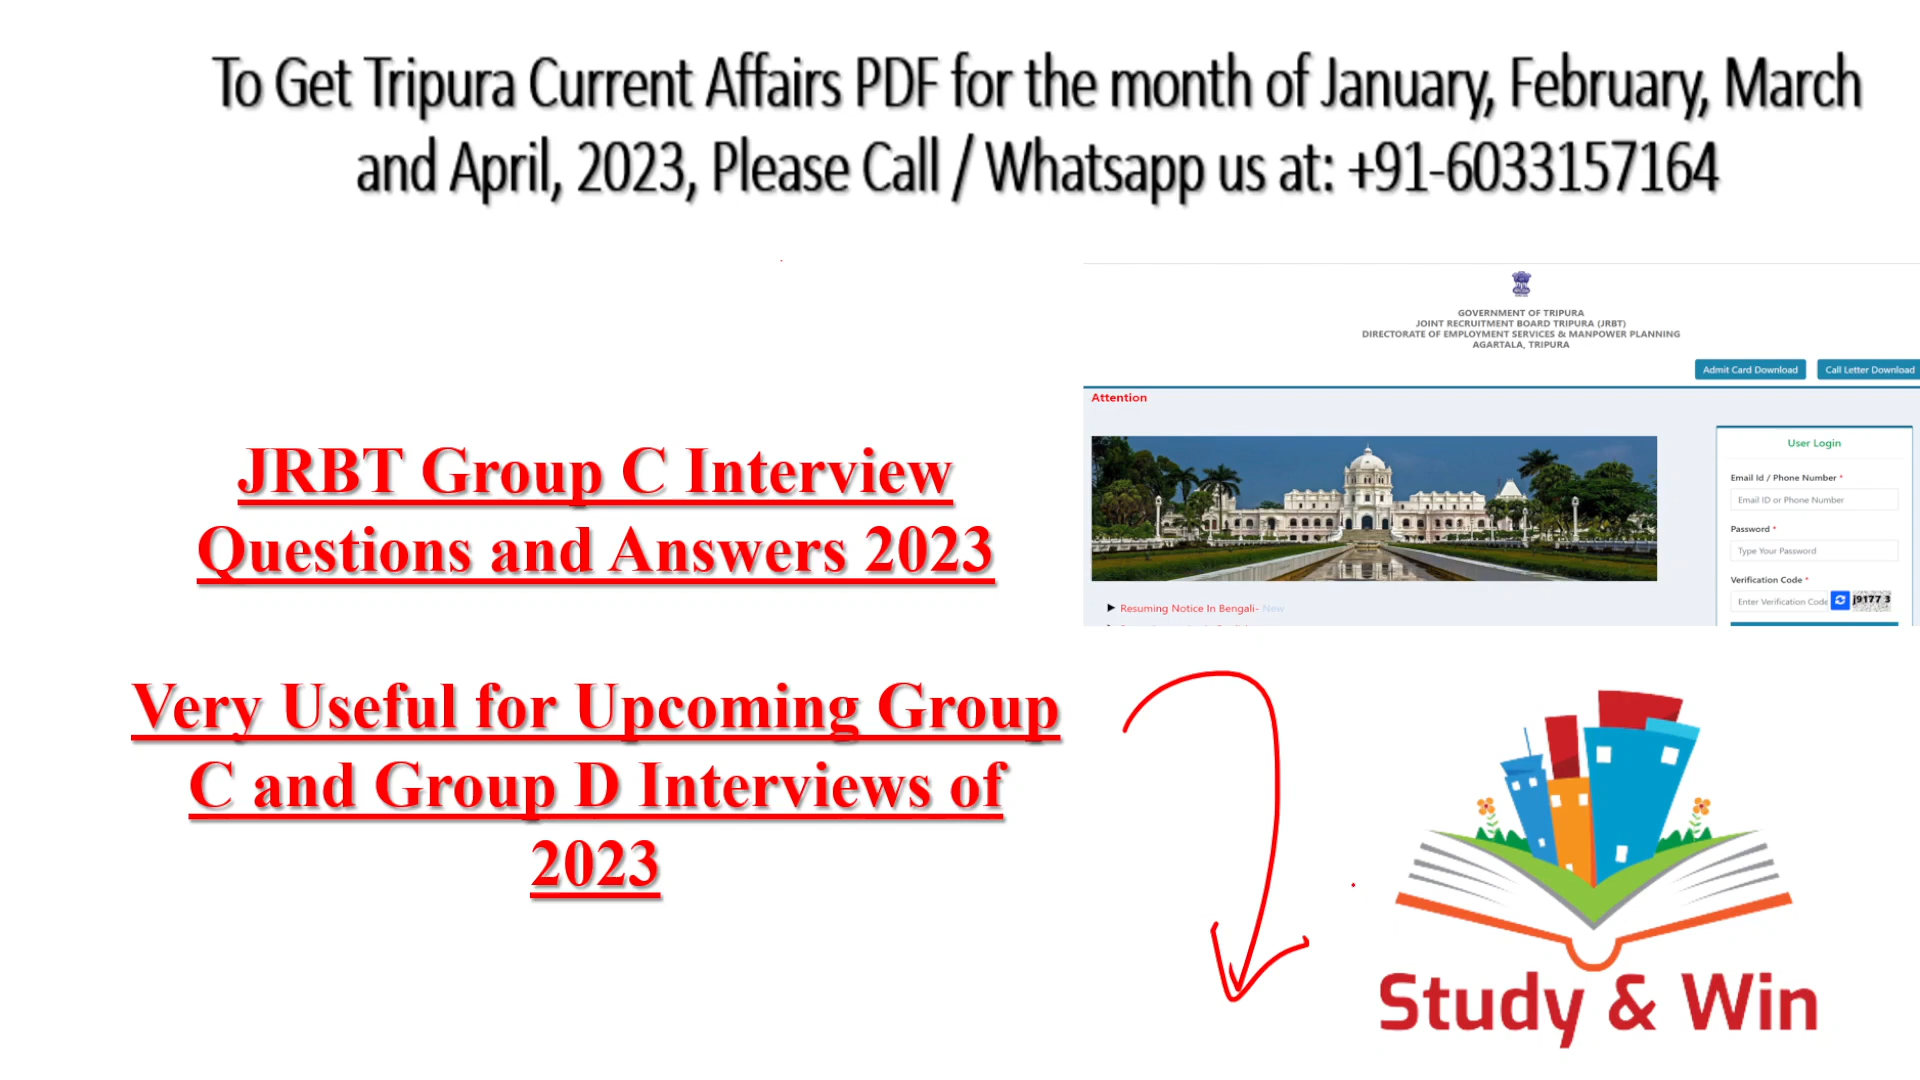 To Get Tripura Current Affairs PDF for the month of January, February, March
and April, 2023, Please Call / Whatsapp us at: +91-6033157164
JRBT Group C Interview
Questions and Answers 2023
Very Useful for Upcoming Group
C and Group D Interviews of
2023
GOVERNMENT OF TRIPURA
JOINT RECRUITMENT BOARD TRIPURA (JRBT)
DIRECTORATE OF EMPLOYMENT SERVICES & MANPOWER PLANNING
AGARTALA, TRIPURA
Admit Card Download
Call Letter Download
Attention
User Login
Email Id / Phone Number *
Email ID or Phone Number
Password *
Type Your Password
Verification Code *
Enter Verification Code
j9177 3
Resuming Notice In Bengali- New
Study & Win